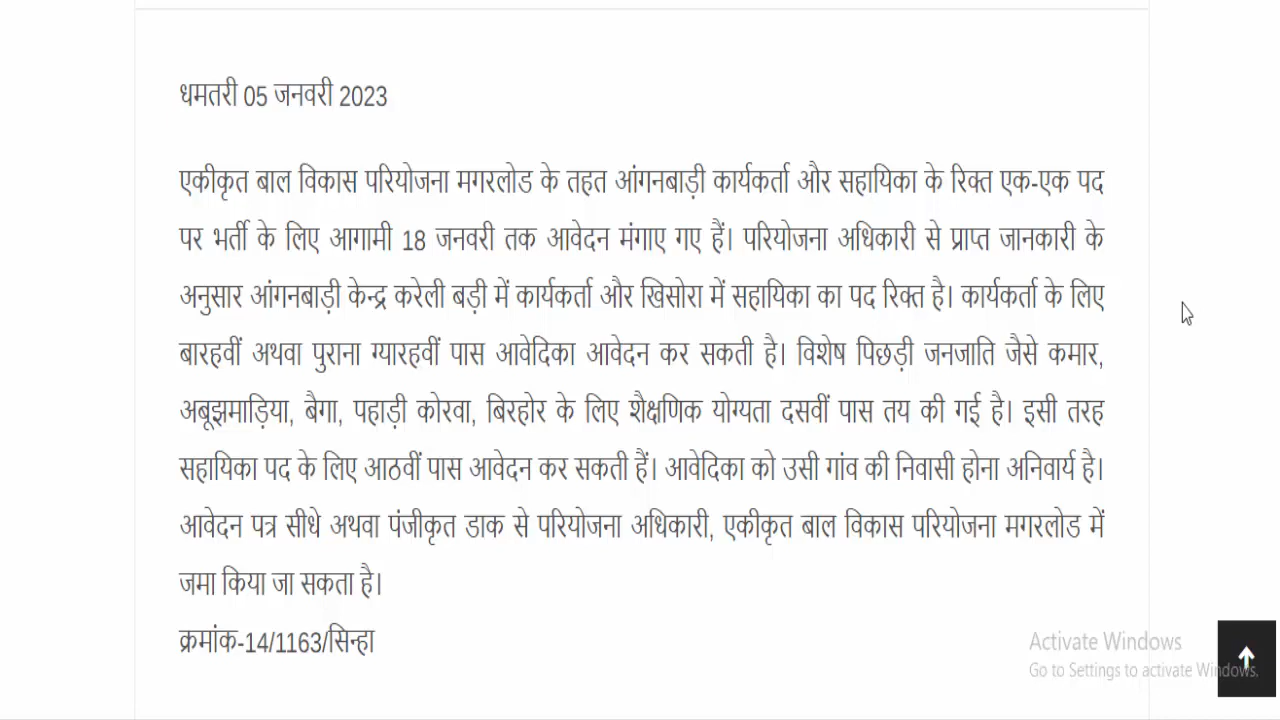 धमतरी 05 जनवरी 2023
एकीकृत बाल विकास परियोजना मगरलोड के तहत आंगनबाड़ी कार्यकर्ता और सहायिका के रिक्त एक-एक पद
पर भर्ती के लिए आगामी 18 जनवरी तक आवेदन मंगाए गए हैं। परियोजना अधिकारी से प्राप्त जानकारी के
अनुसार आंगनबाड़ी केन्द्र करेली बड़ी में कार्यकर्ता और खिसोरा में सहायिका का पद रिक्त है। कार्यकर्ता के लिए
बारहवीं अथवा पुराना ग्यारहवीं पास आवेदिका आवेदन कर सकती है। विशेष पिछड़ी जनजाति जैसे कमार,
अबूझमाड़िया, बैगा, पहाड़ी कोरवा, बिरहोर के लिए शैक्षणिक योग्यता दसवीं पास तय की गई है। इसी तरह
सहायिका पद के लिए आठवीं पास आवेदन कर सकती हैं। आवेदिका को उसी गांव की निवासी होना अनिवार्य है।
आवेदन पत्र सीधे अथवा पंजीकृत डाक से परियोजना अधिकारी, एकीकृत बाल विकास परियोजना मगरलोड में
जमा किया जा सकता है।
क्रमांक-14/1163/सिन्हा
Activate Windows
Go to Settings to activate Windows.